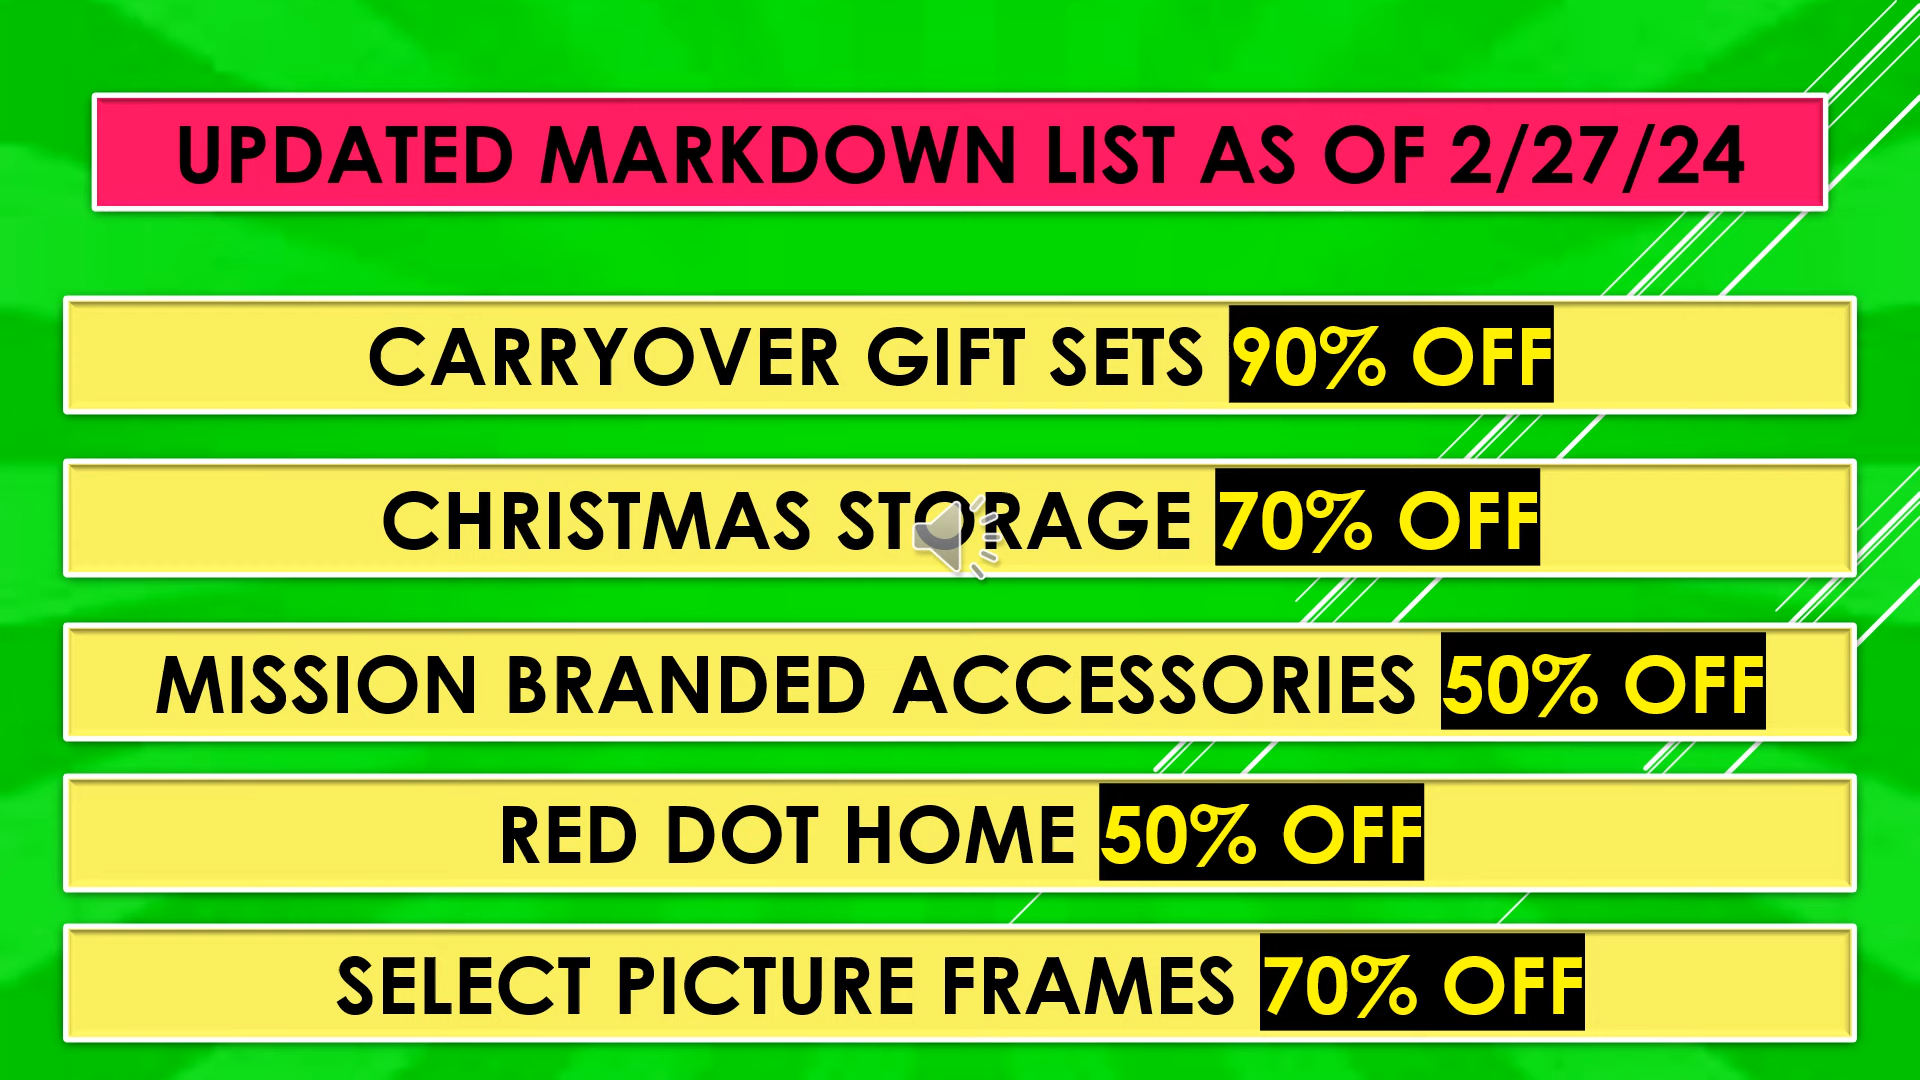 UPDATED MARKDOWN LIST AS OF 2/27/24
CARRYOVER GIFT SETS 90% OFF
CHRISTMAS STORAGE 70% OFF
MISSION BRANDED ACCESSORIES 50% OFF
RED DOT HOME 50% OFF
SELECT PICTURE FRAMES 70% OFF